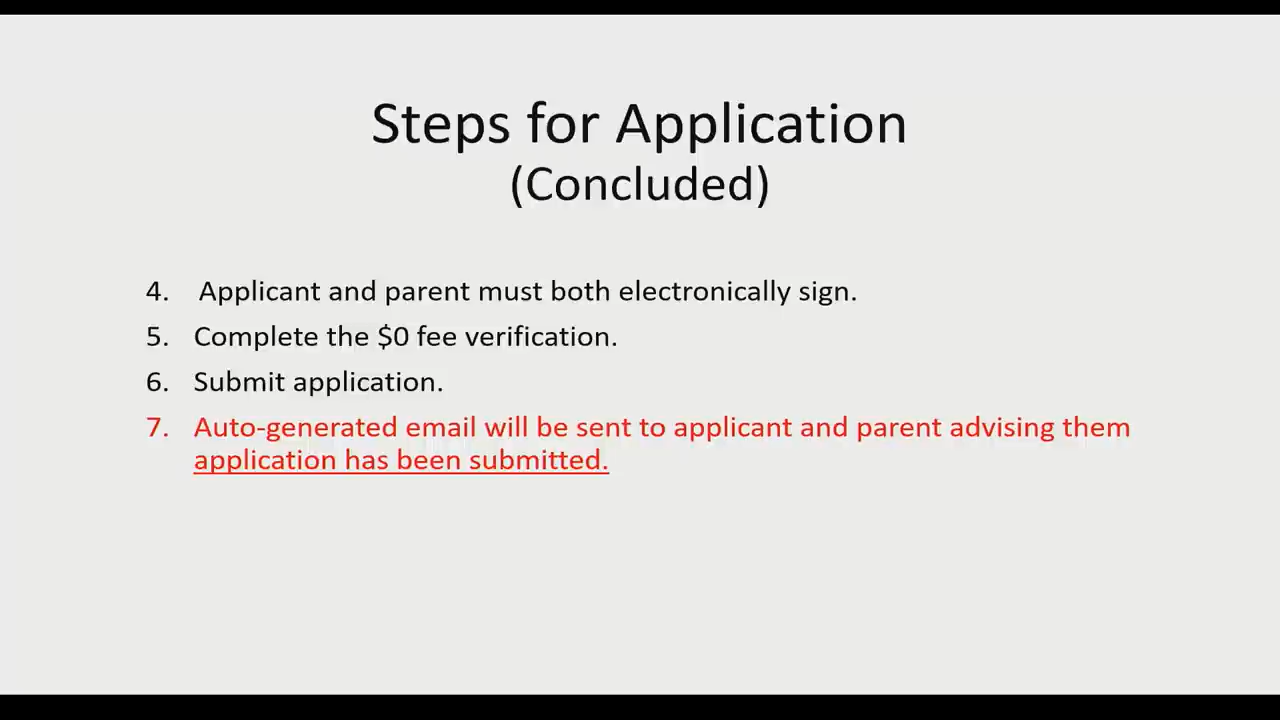 Steps for Application
(Concluded)
4. Applicant and parent must both electronically sign.
5. Complete the $0 fee verification.
6. Submit application.
7. Auto-generated email will be sent to applicant and parent advising them
application has been submitted.